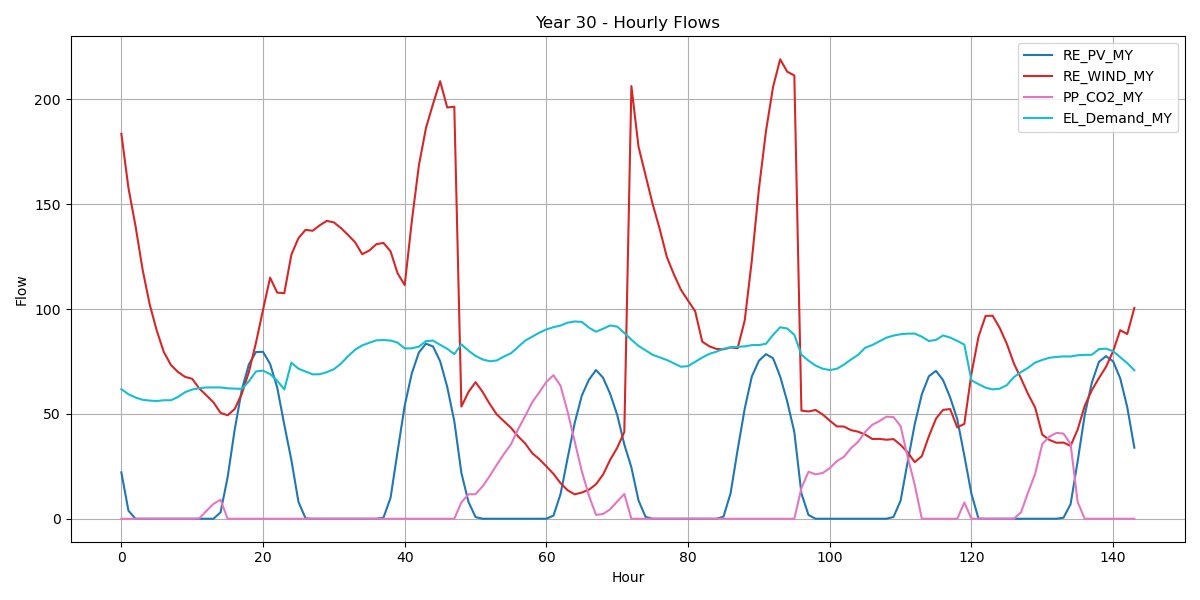 Year 30 - Hourly Flows
RE_PV_MY
RE_WIND_MY
PP_CO2_MY
EL_Demand_MY
Flow
200
150
100
50
0
0 20 40 60 80 100 120 140
Hour